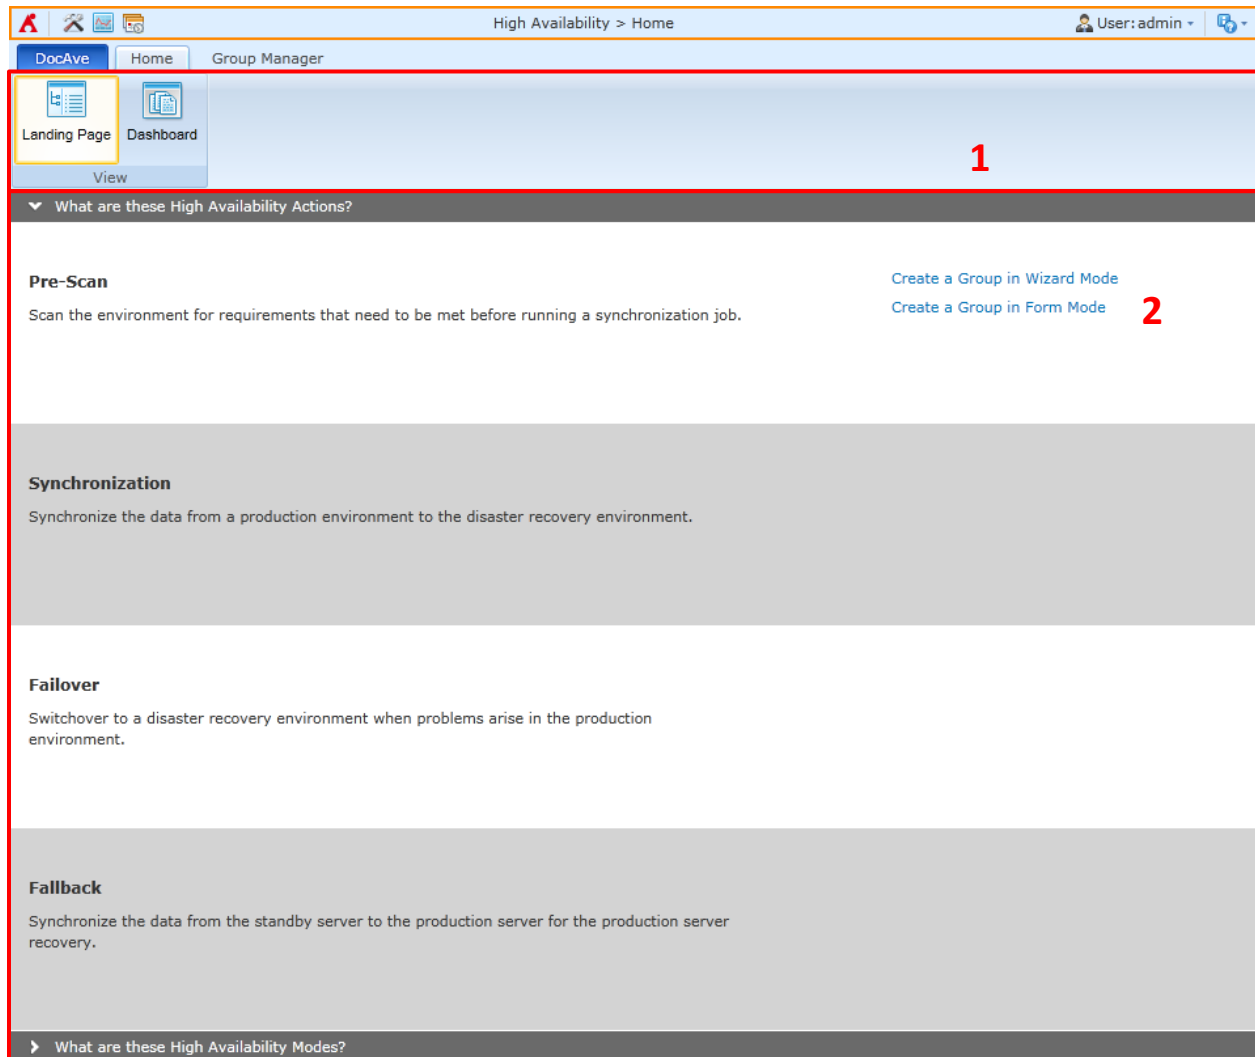 High Availability > Home
User: admin
DocAve
Home
Group Manager
Landing Page
Dashboard
View
1
What are these High Availability Actions?
Pre-Scan
Scan the environment for requirements that need to be met before running a synchronization job.
Create a Group in Wizard Mode
Create a Group in Form Mode
2
Synchronization
Synchronize the data from a production environment to the disaster recovery environment.
Failover
Switchover to a disaster recovery environment when problems arise in the production
environment.
Fallback
Synchronize the data from the standby server to the production server for the production server
recovery.
What are these High Availability Modes?